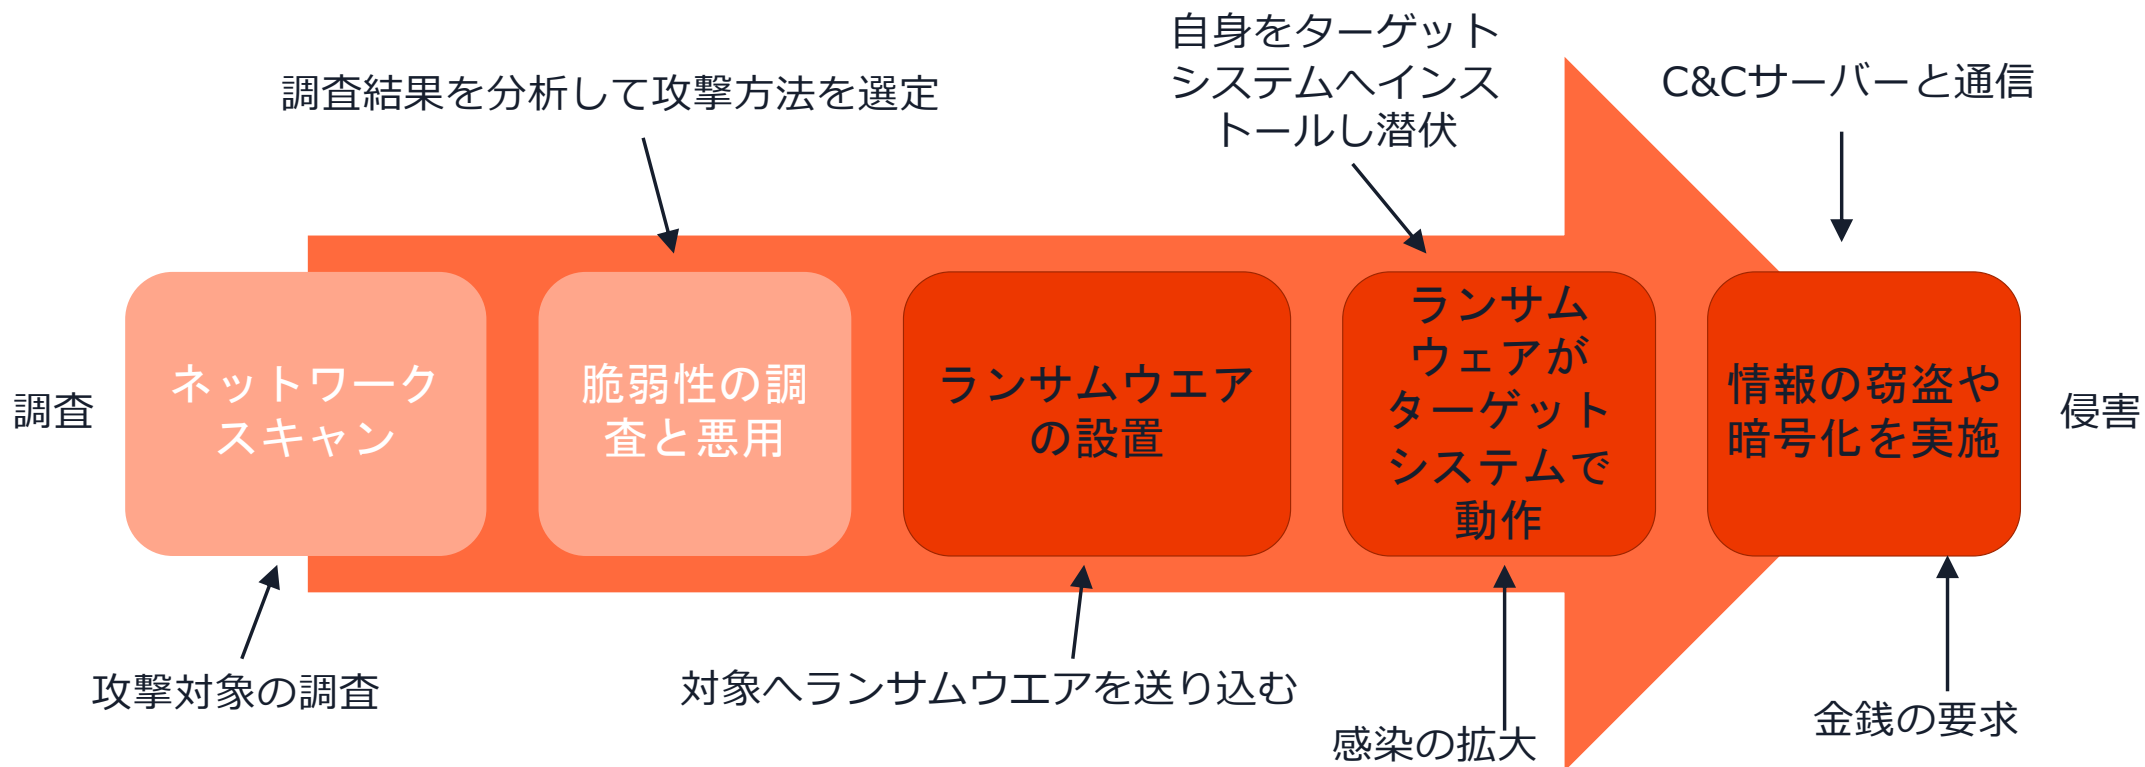 自身をターゲット
システムへインス
トールし潜伏
調査結果を分析して攻撃方法を選定
C&Cサーバーと通信
調査
ネットワーク
スキャン
脆弱性の調
査と悪用
ランサムウエア
の設置
ランサム
ウェアが
ターゲット
システムで
動作
情報の窃盗や
暗号化を実施
侵害
攻撃対象の調査
対象へランサムウエアを送り込む
感染の拡大
金銭の要求